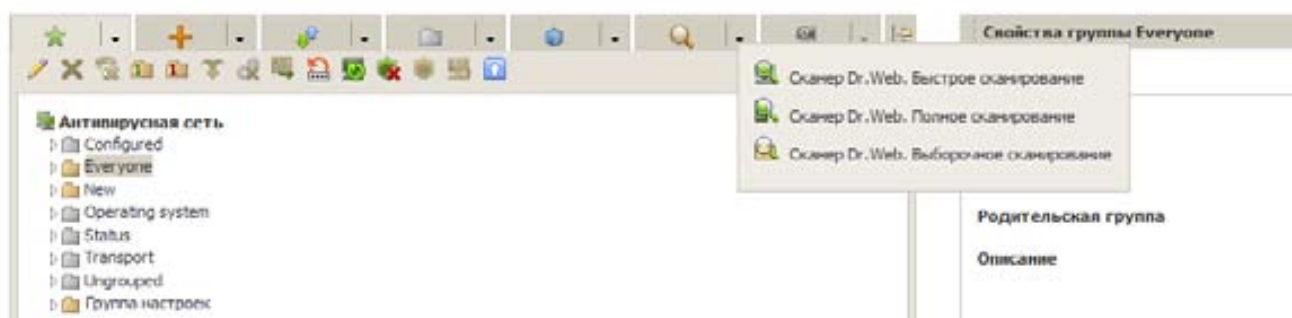 Свойства группы Everyone
Сканер Dr.Web. Быстрое сканирование
Сканер Dr.Web. Полное сканирование
Сканер Dr.Web. Выборочное сканирование
Антивирусная сеть
Configured
Everyone
New
Operating system
Status
Transport
Ungrouped
Группа настроек
Родительская группа
Описание